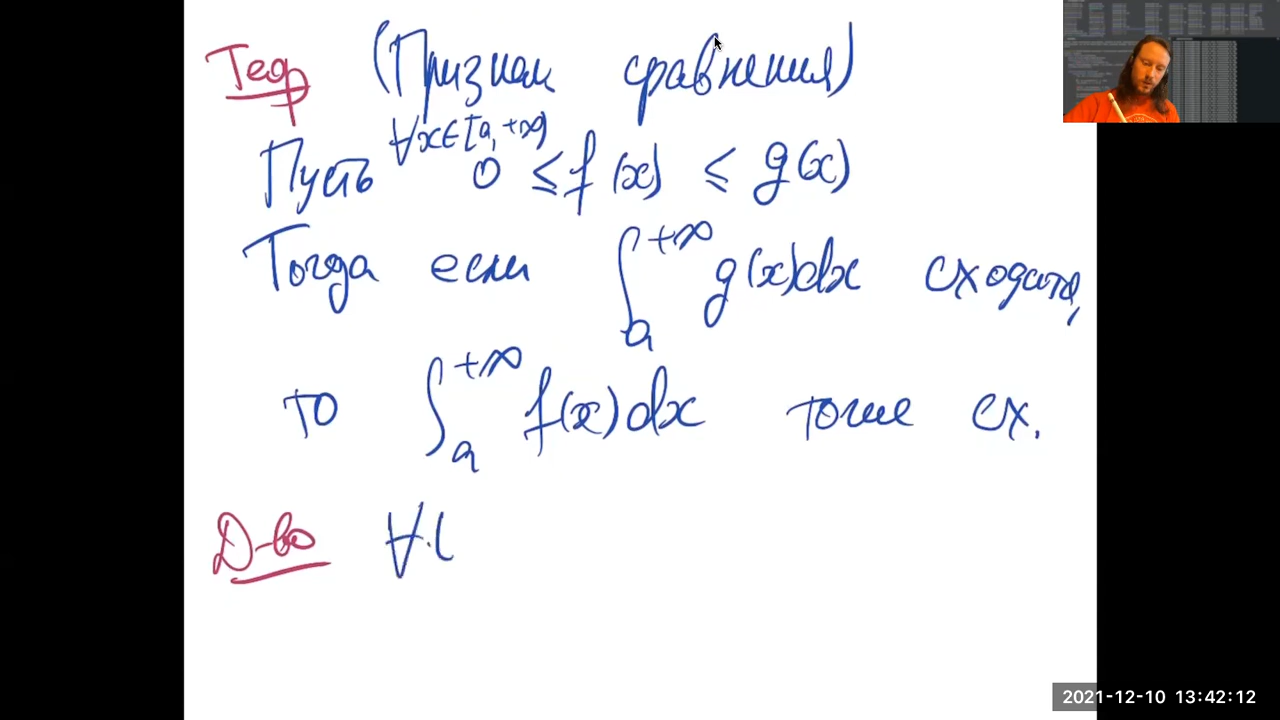 Теор (Признак сравнения)
∀x∈[a, +∞)
Пусть 0 ≤ f(x) ≤ g(x)
Тогда если ∫_a^{+∞} g(x)dx сходится,
то ∫_a^{+∞} f(x)dx тоже сх.
Д-во ∀
2021-12-10 13:42:12